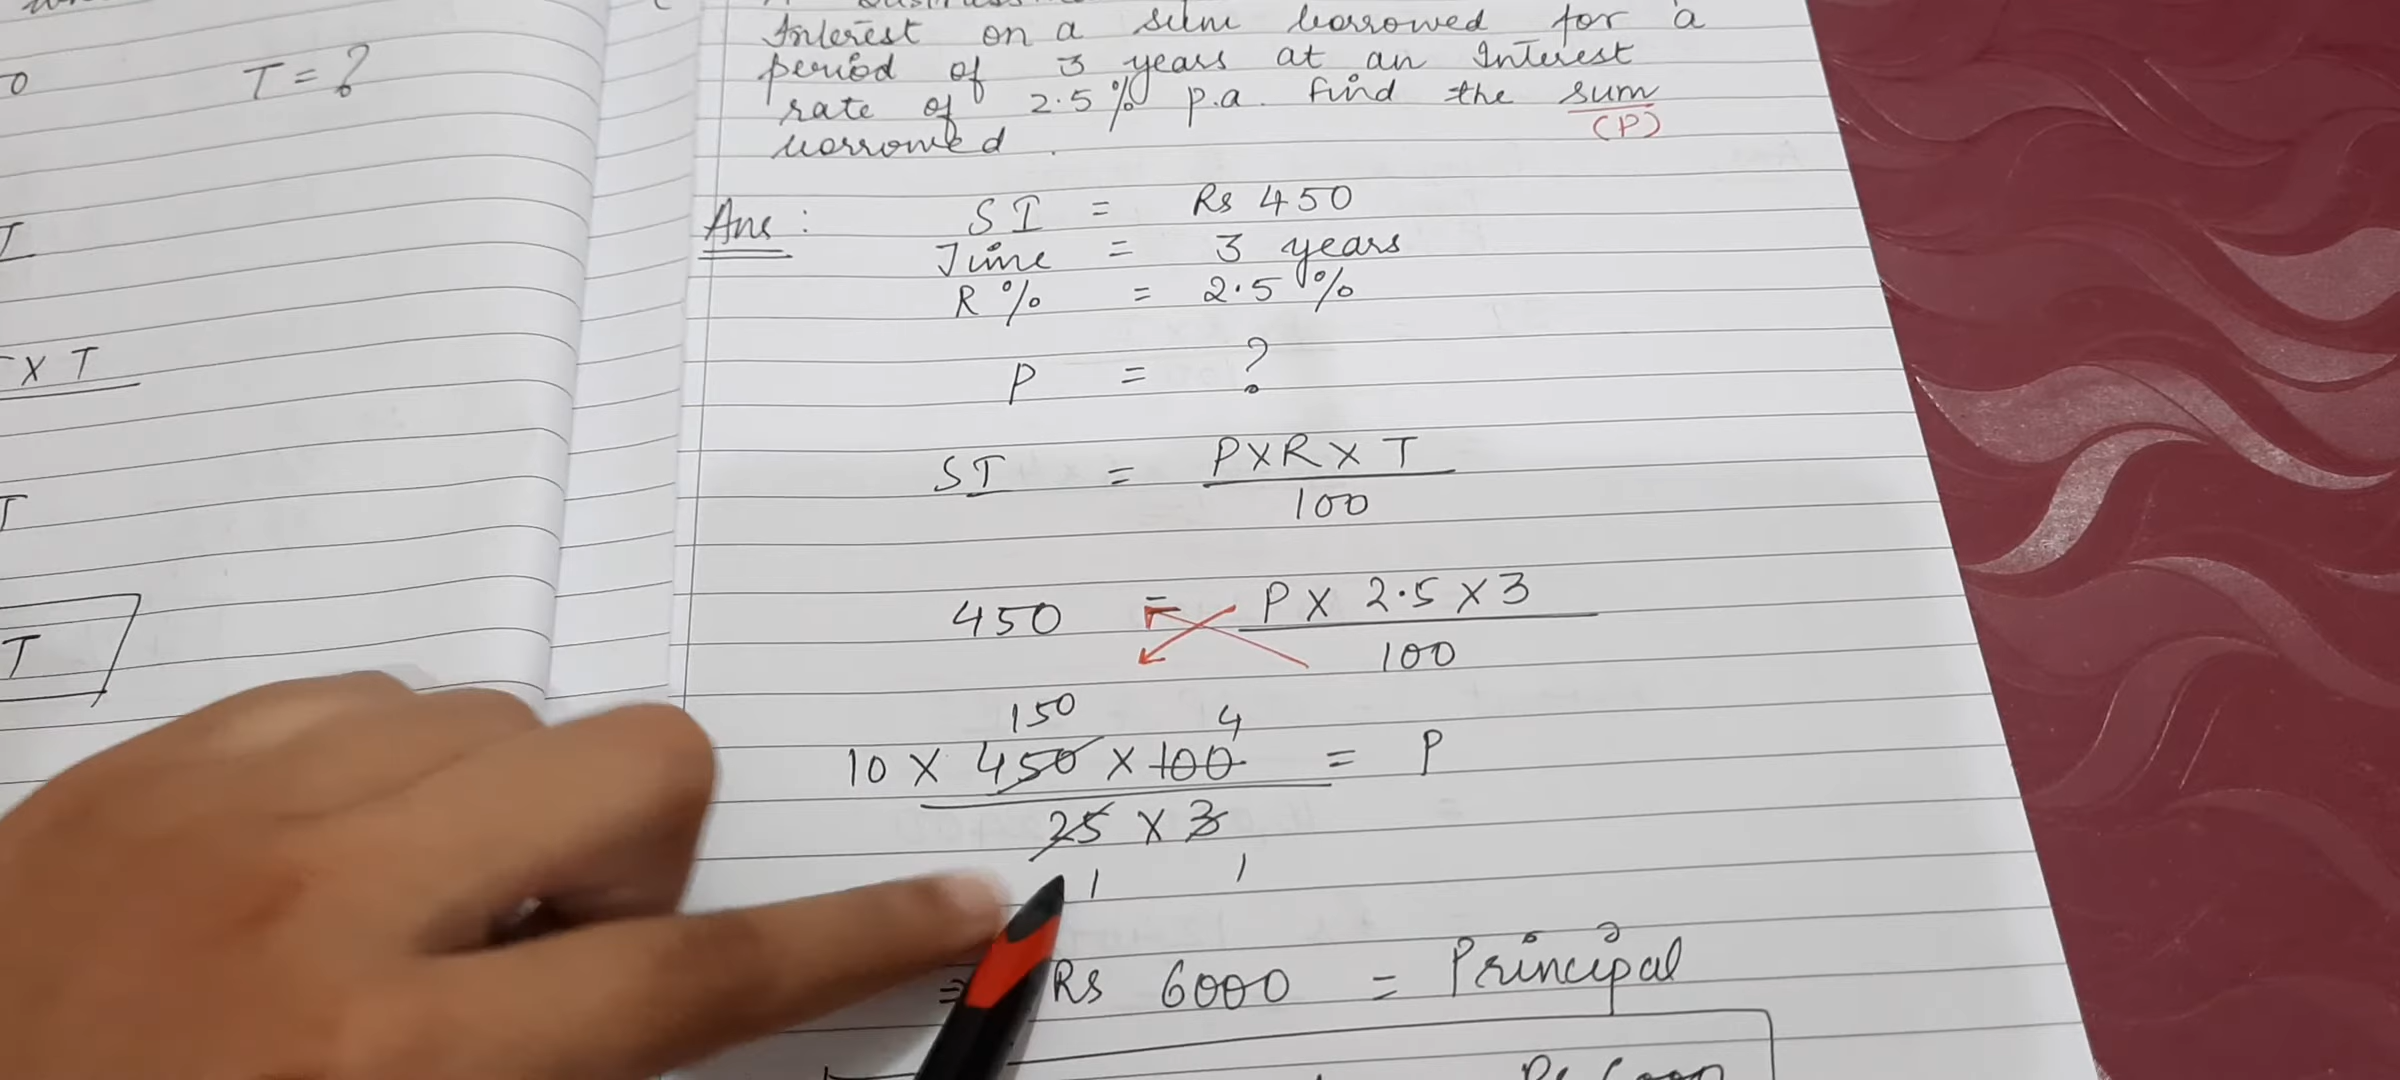 T = ?
X T
T
Interest on a sum borrowed for a
period of 3 years at an Interest
rate of 2.5% p.a. find the sum
(P)
borrowed.
Ans : SI = Rs 450
Time = 3 years
R% = 2.5%
P = ?
SI = PXRXT
100
450 = PX 2.5 X 3
100
150 4
10 X 450 X 100 = P
25 X 3
1 1
Rs 6000 = Principal